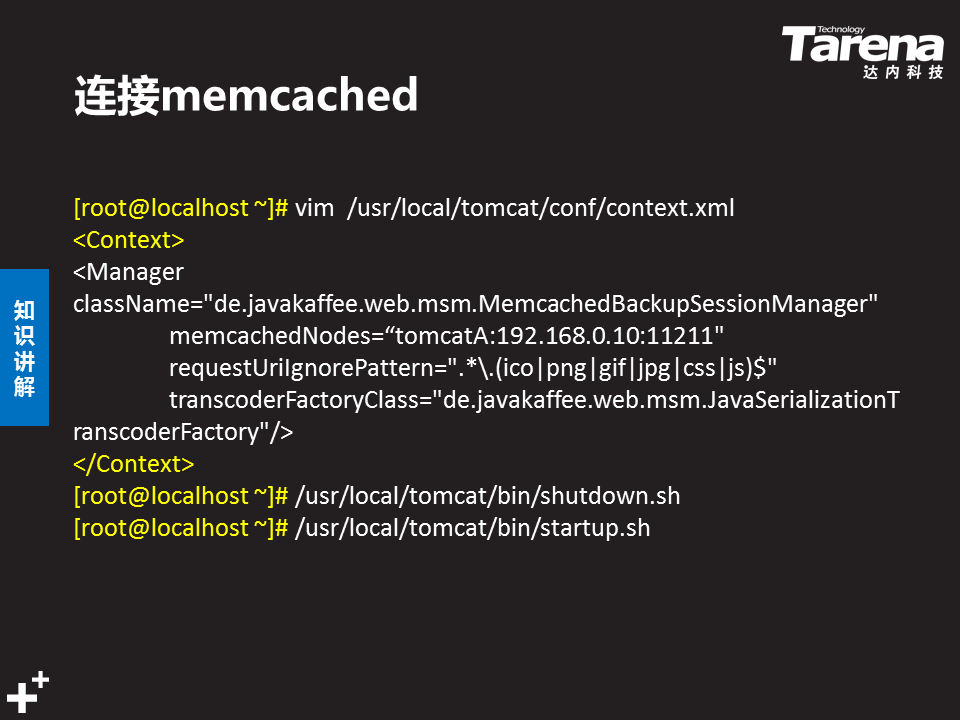 Technology
Tarena
达内科技
连接memcached
[root@localhost ~]# vim  /usr/local/tomcat/conf/context.xml
<Context>
<Manager
className="de.javakaffee.web.msm.MemcachedBackupSessionManager"
memcachedNodes=“tomcatA:192.168.0.10:11211"
requestUriIgnorePattern=".*\.(ico|png|gif|jpg|css|js)$"
transcoderFactoryClass="de.javakaffee.web.msm.JavaSerializationT
ranscoderFactory"/>
</Context>
[root@localhost ~]# /usr/local/tomcat/bin/shutdown.sh
[root@localhost ~]# /usr/local/tomcat/bin/startup.sh
知
识
讲
解